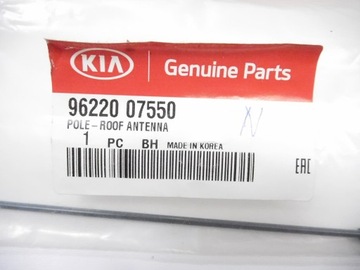 KIA Genuine Parts
96220 07550
POLE-ROOF ANTENNA
1 PC BH MADE IN KOREA
N
EAC